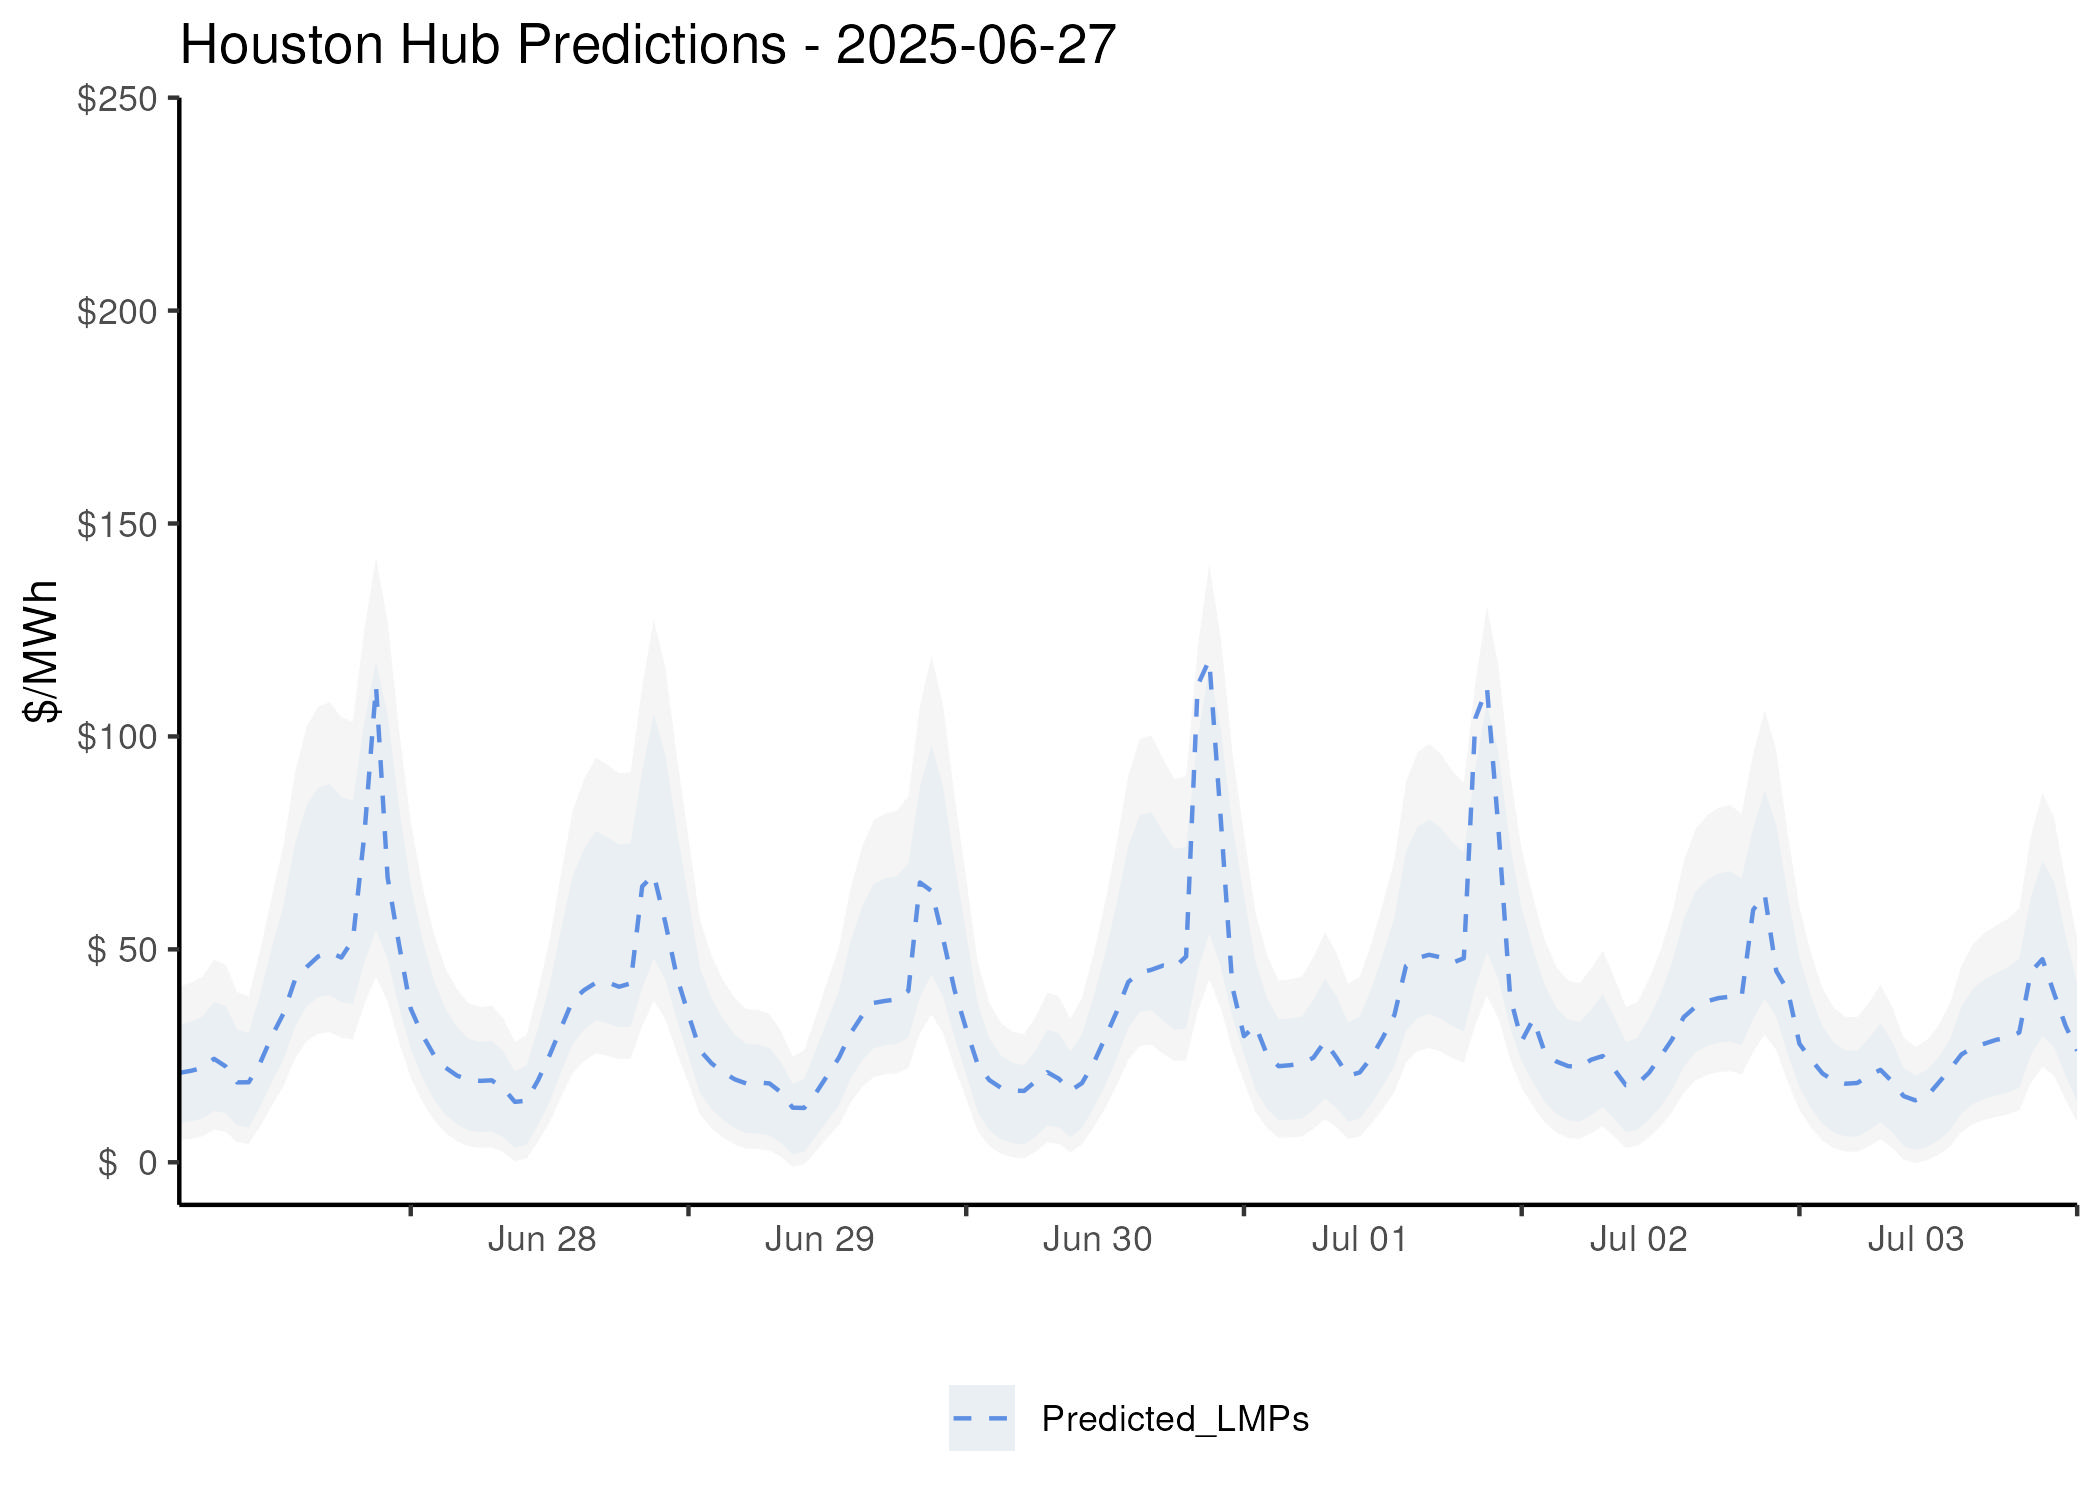 Houston Hub Predictions - 2025-06-27
$250
$200
$150
$100
$ 50
$  0
$/MWh
Jun 28
Jun 29
Jun 30
Jul 01
Jul 02
Jul 03
Predicted_LMPs